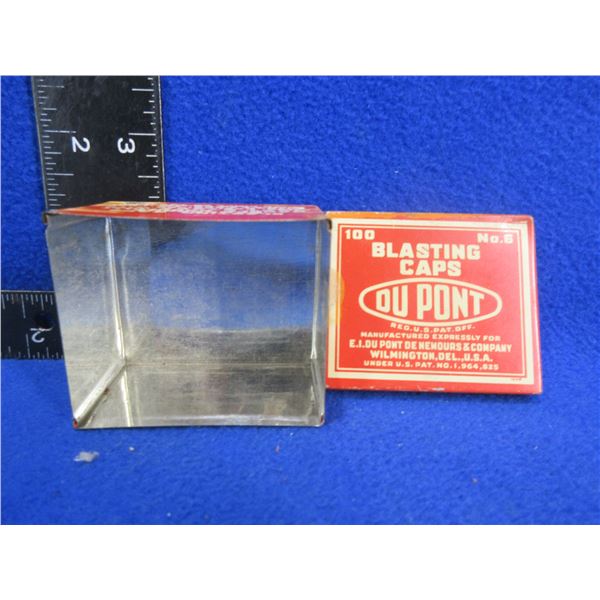 100 No. 6
BLASTING
CAPS
DU PONT
REG. U.S. PAT. OFF.
MANUFACTURED EXPRESSLY FOR
E.I. DU PONT DE NEMOURS & COMPANY
WILMINGTON, DEL., U.S.A.
UNDER U.S. PAT. NO. 1,964,825
2
3
2